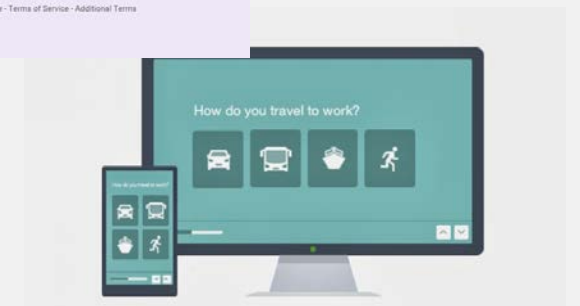 - Terms of Service - Additional Terms
How do you travel to work?
How do you travel to work?